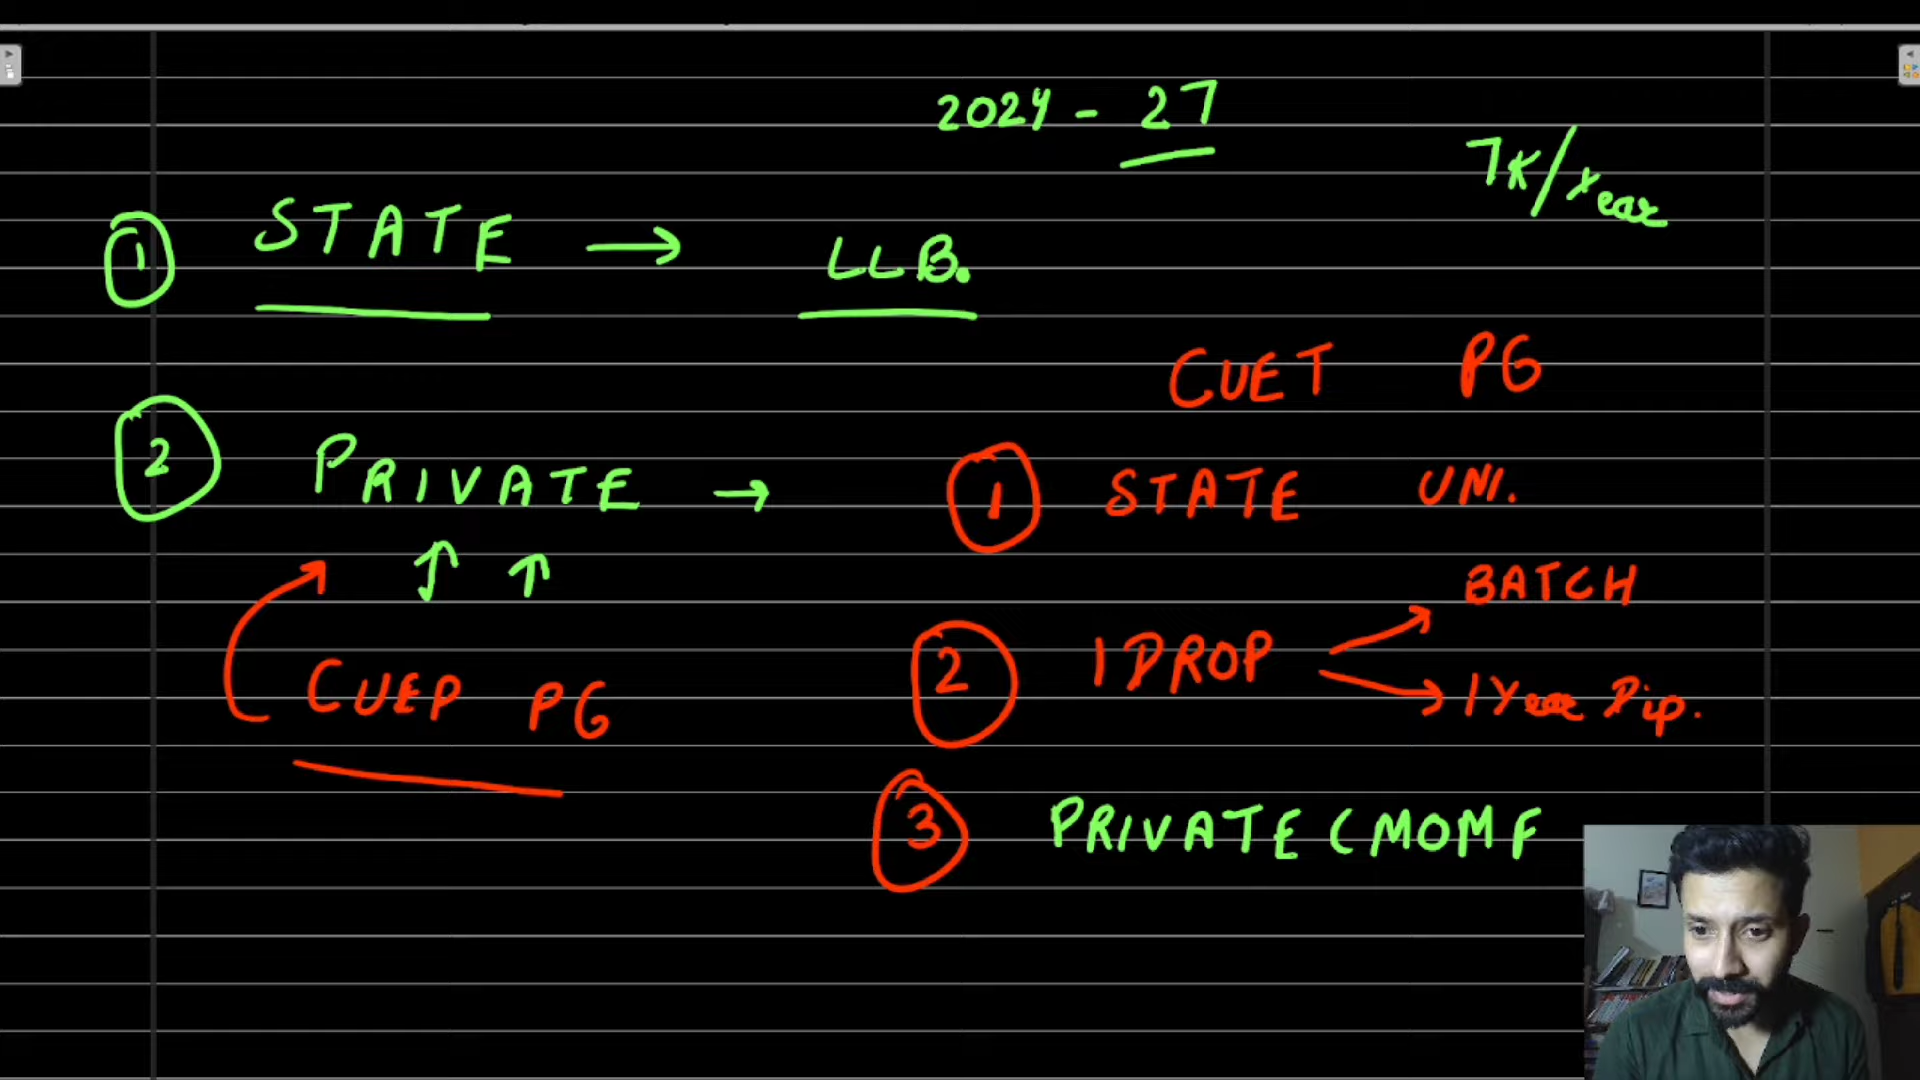 2024 - 27
7K/Year
1 STATE → LLB.
2 PRIVATE →
CUEP PG
CUET PG
1 STATE UNI.
2 1 DROP
BATCH
1 Year Dip.
3 PRIVATE ( MOMF